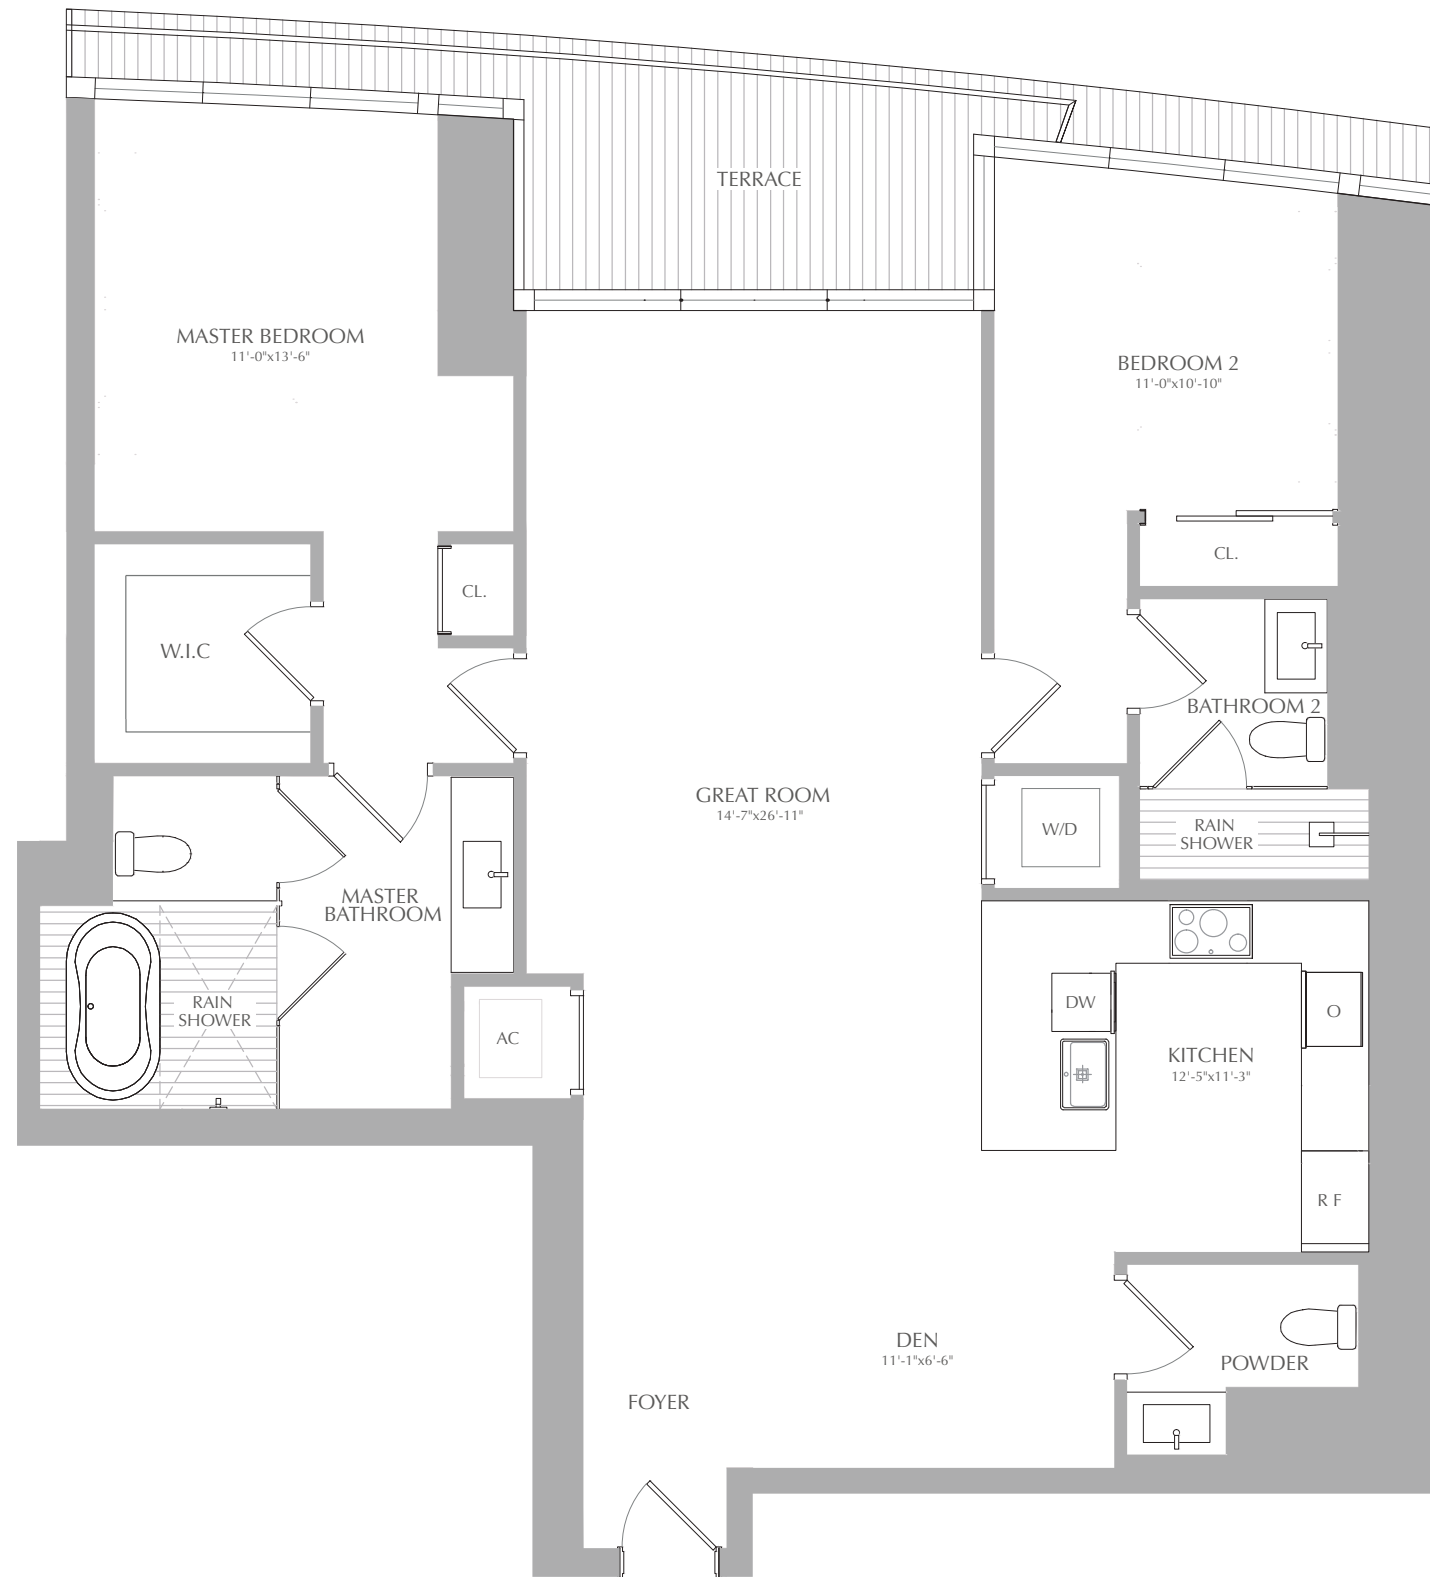 TERRACE
MASTER BEDROOM
11'-0"x13'-6"
BEDROOM 2
11'-0"x10'-10"
CL.
CL.
W.I.C
BATHROOM 2
GREAT ROOM
14'-7"x26'-11"
W/D
RAIN
SHOWER
MASTER
BATHROOM
RAIN
SHOWER
DW
O
AC
KITCHEN
12'-5"x11'-3"
R F
DEN
11'-1"x6'-6"
POWDER
FOYER